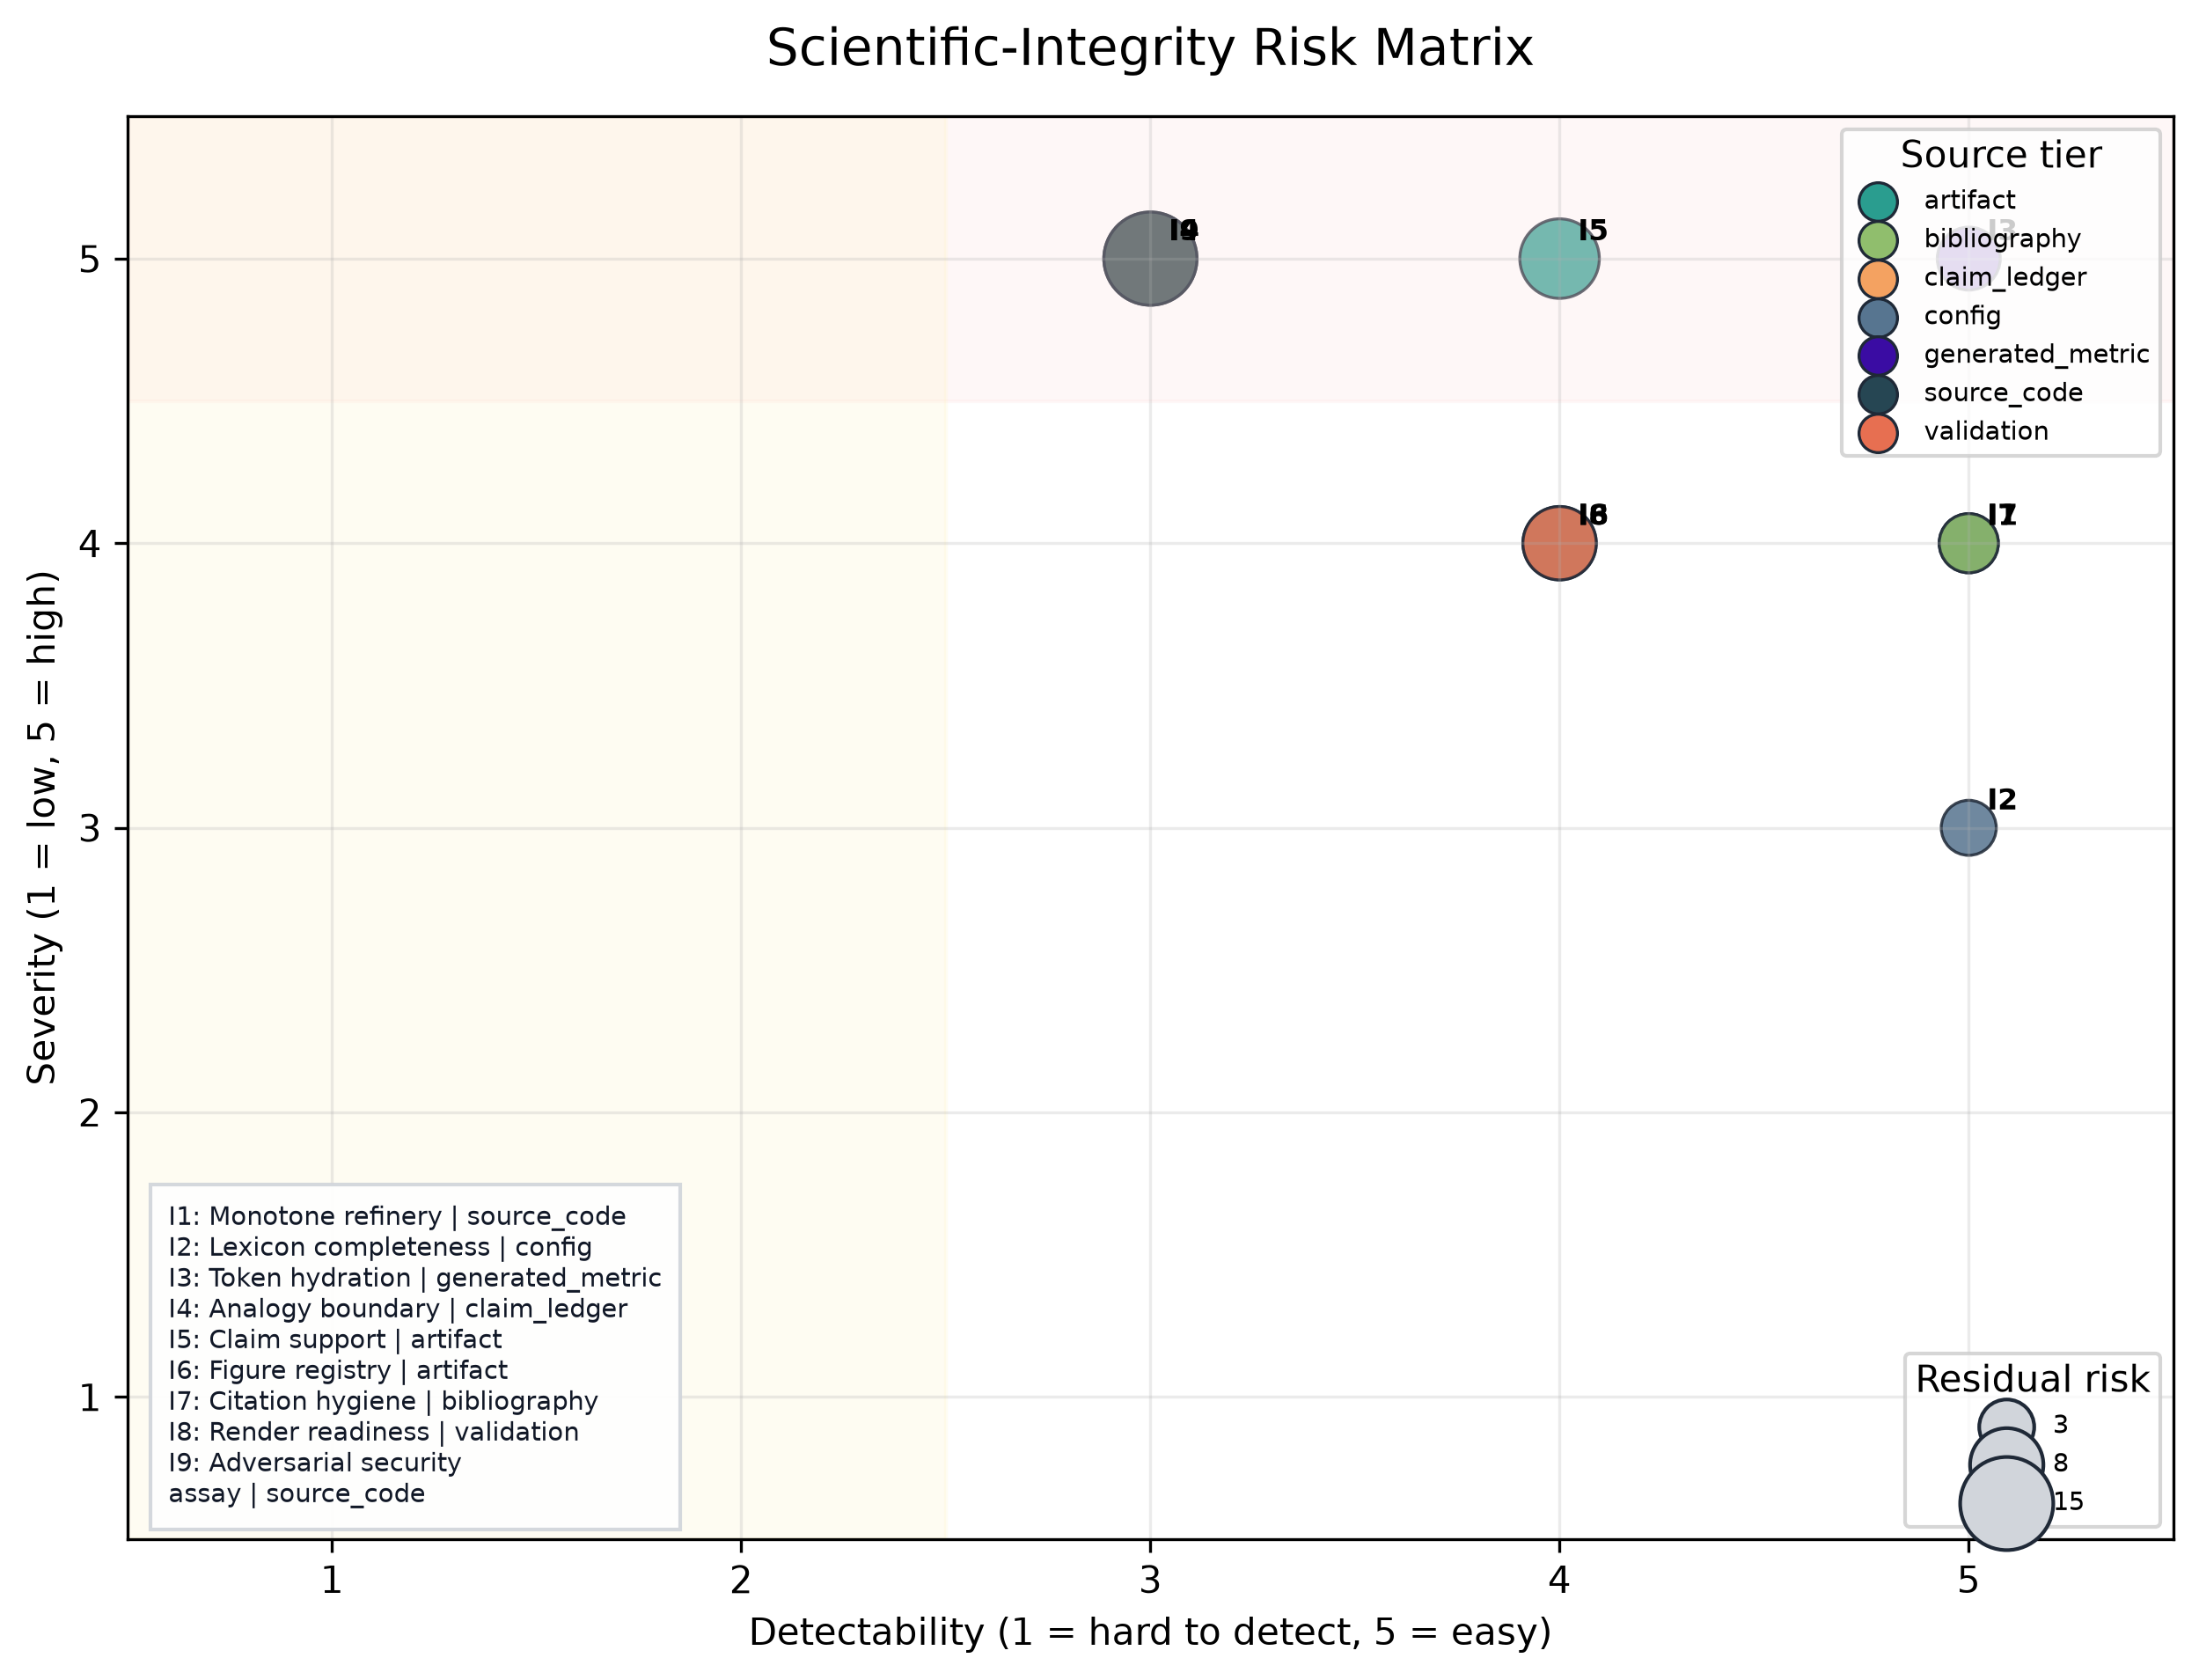 Scientific-Integrity Risk Matrix
Source tier
artifact
bibliography
claim_ledger
config
generated_metric
source_code
validation
I5
I3
I2
5
4
3
2
1
Severity (1 = low, 5 = high)
I1: Monotone refinery | source_code
I2: Lexicon completeness | config
I3: Token hydration | generated_metric
I4: Analogy boundary | claim_ledger
I5: Claim support | artifact
I6: Figure registry | artifact
I7: Citation hygiene | bibliography
I8: Render readiness | validation
I9: Adversarial security
assay | source_code
Residual risk
3
8
15
1 2 3 4 5
Detectability (1 = hard to detect, 5 = easy)